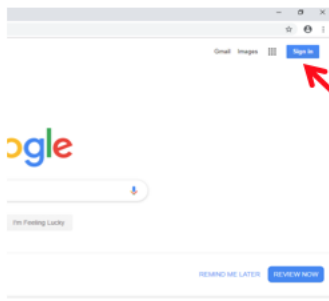 Gmail Images Sign in
ogle
I'm Feeling Lucky
REMIND ME LATER REVIEW NOW